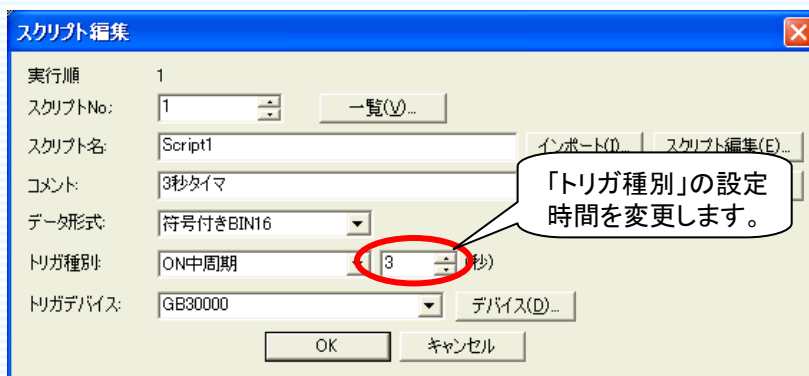 スクリプト編集
実行順 1
スクリプトNo: 1 一覧(V)...
スクリプト名: Script1 インポート(I)... スクリプト編集(E)...
コメント: 3秒タイマ
「トリガ種別」の設定
時間を変更します。
データ形式: 符号付きBIN16
トリガ種別: ON中周期 3 (秒)
トリガデバイス: GB30000 デバイス(D)...
OK キャンセル